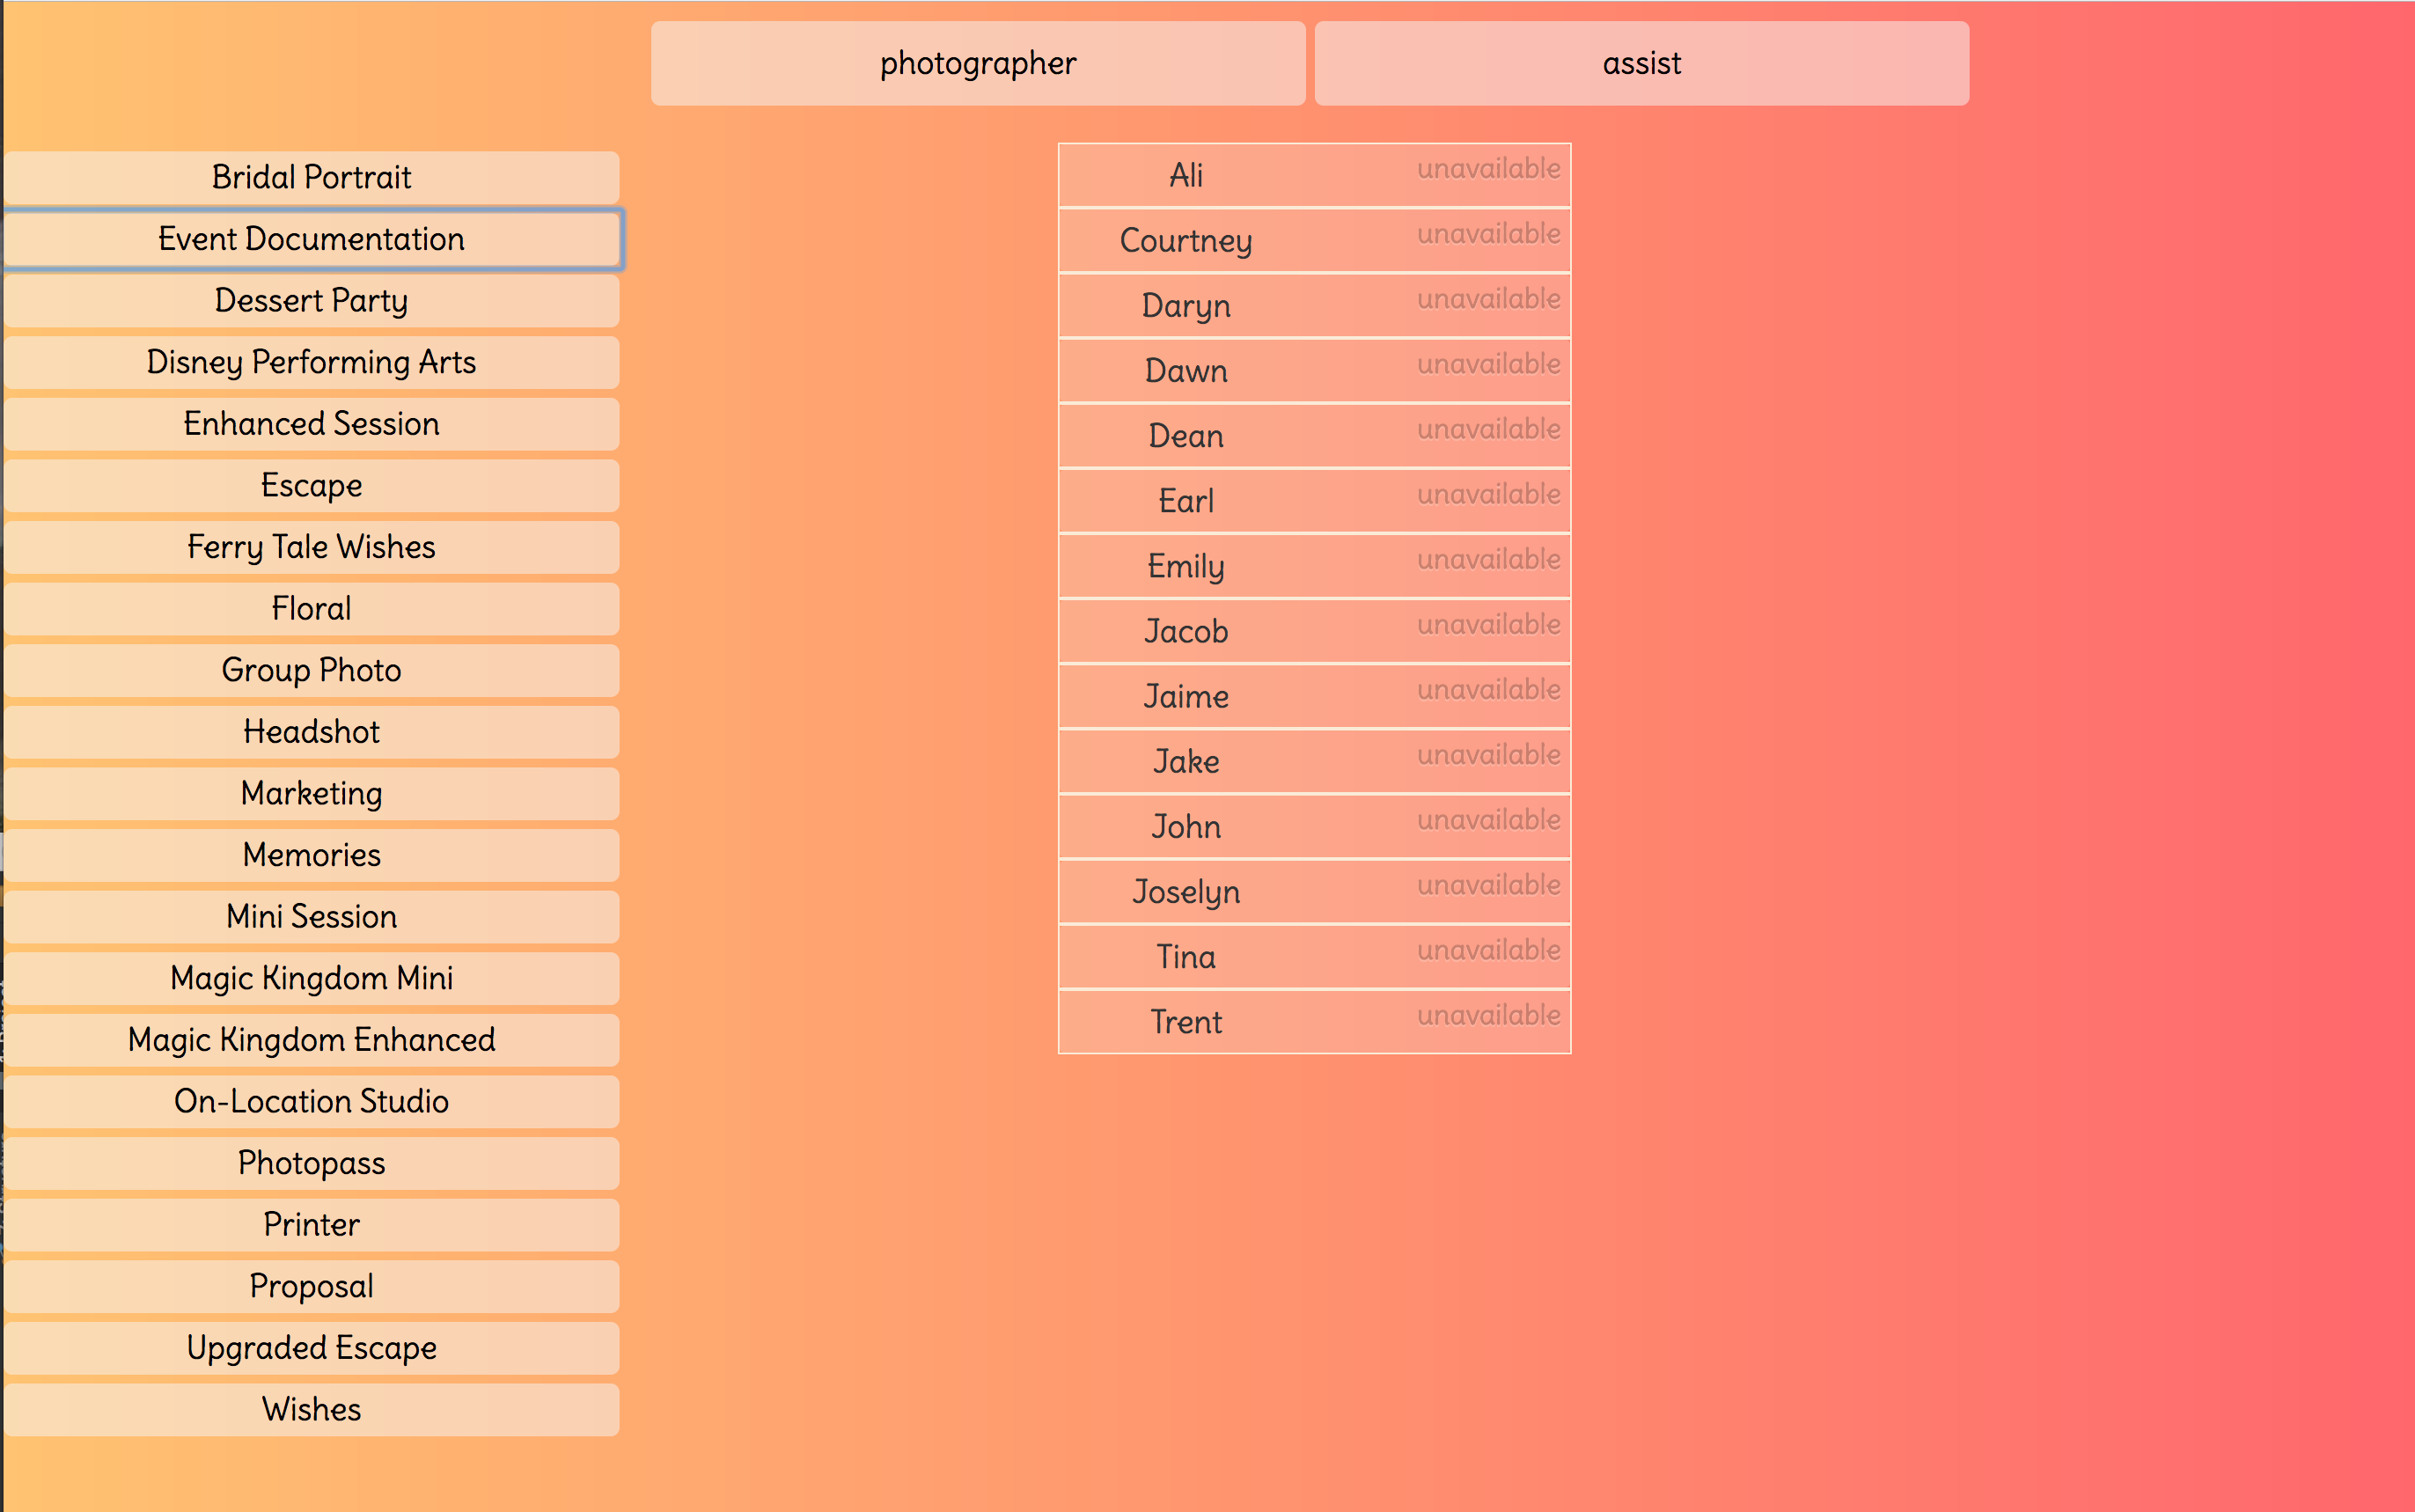 photographer
assist
Bridal Portrait
Event Documentation
Dessert Party
Disney Performing Arts
Enhanced Session
Escape
Ferry Tale Wishes
Floral
Group Photo
Headshot
Marketing
Memories
Mini Session
Magic Kingdom Mini
Magic Kingdom Enhanced
On-Location Studio
Photopass
Printer
Proposal
Upgraded Escape
Wishes
Ali unavailable
Courtney unavailable
Daryn unavailable
Dawn unavailable
Dean unavailable
Earl unavailable
Emily unavailable
Jacob unavailable
Jaime unavailable
Jake unavailable
John unavailable
Joselyn unavailable
Tina unavailable
Trent unavailable